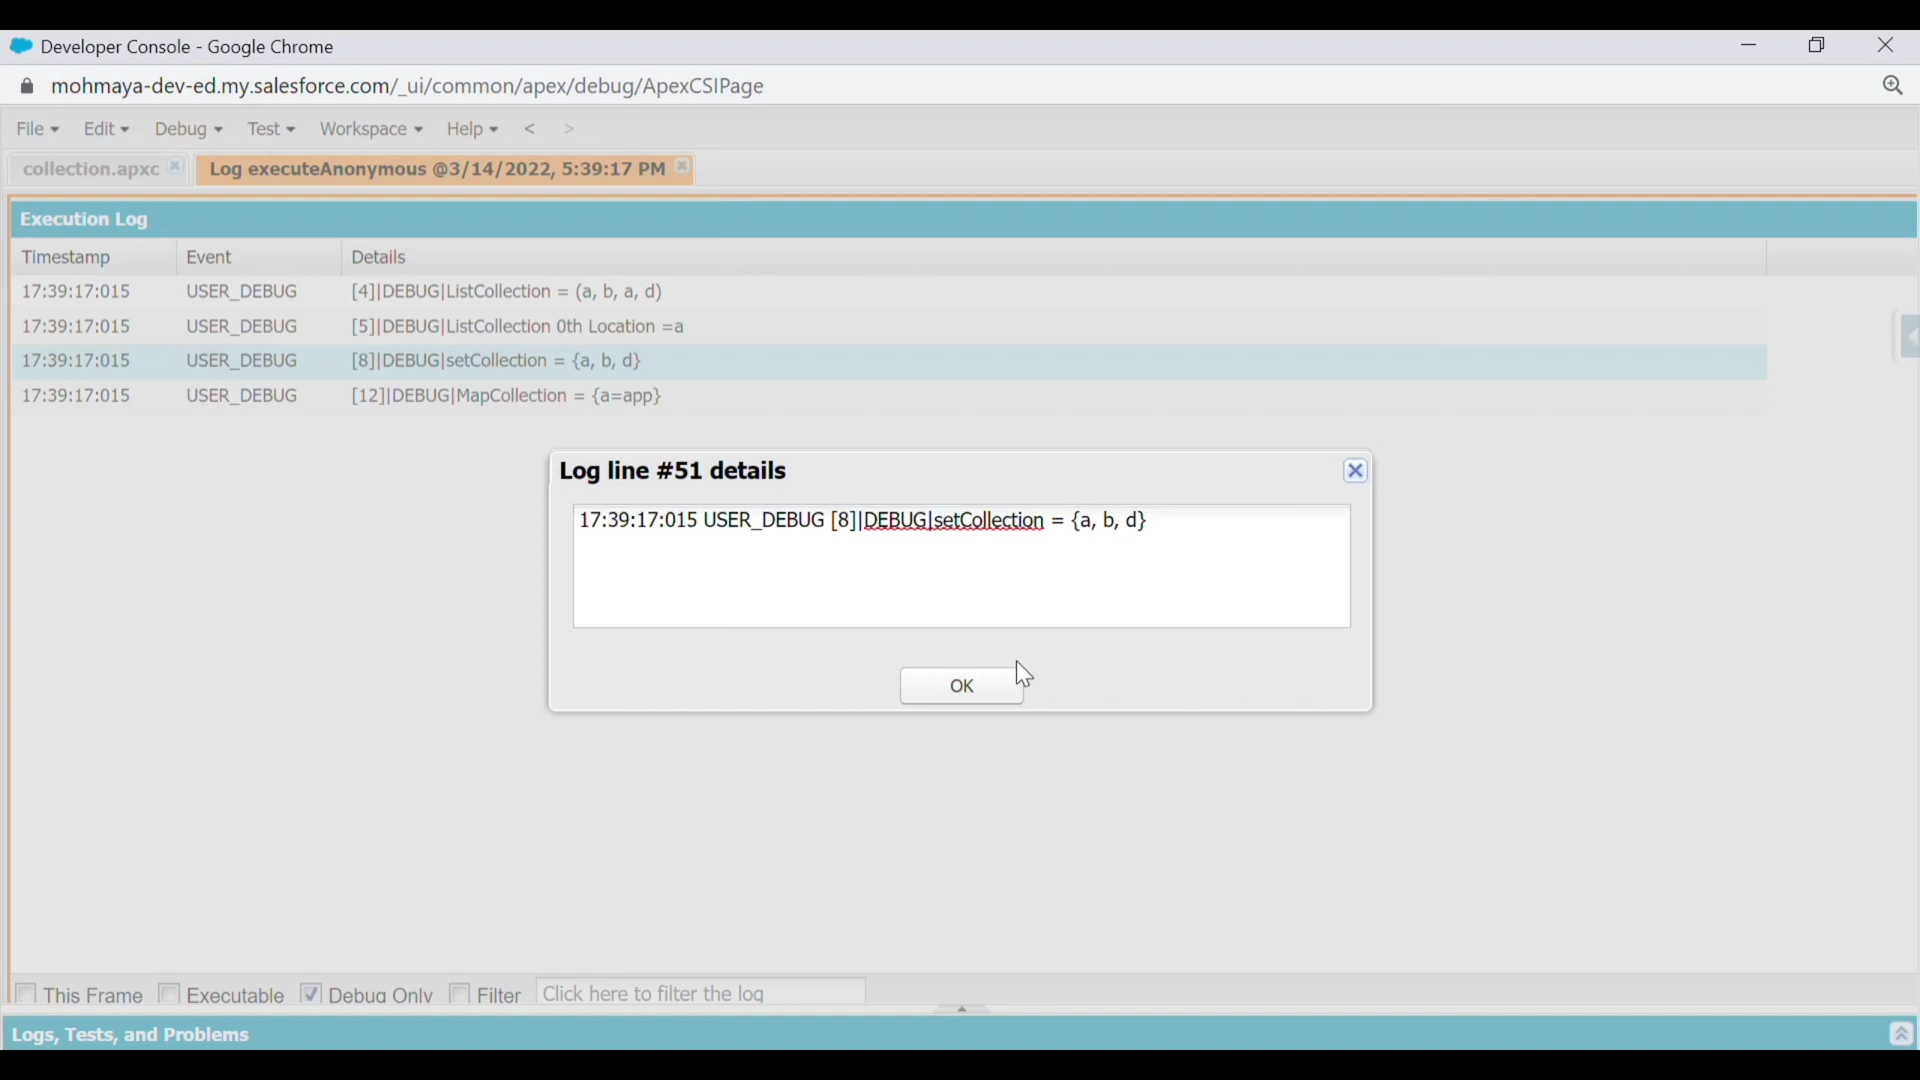 Developer Console - Google Chrome
mohmaya-dev-ed.my.salesforce.com/_ui/common/apex/debug/ApexCSIPage
File Edit Debug Test Workspace Help < >
collection.apxc Log executeAnonymous @3/14/2022, 5:39:17 PM
Execution Log
Timestamp Event Details
17:39:17:015 USER_DEBUG [4]|DEBUG|ListCollection = (a, b, a, d)
17:39:17:015 USER_DEBUG [5]|DEBUG|ListCollection 0th Location =a
17:39:17:015 USER_DEBUG [8]|DEBUG|setCollection = {a, b, d}
17:39:17:015 USER_DEBUG [12]|DEBUG|MapCollection = {a=app}
Log line #51 details
17:39:17:015 USER_DEBUG [8]|DEBUG|setCollection = {a, b, d}
OK
This Frame Executable Debug Only Filter Click here to filter the log
Logs, Tests, and Problems